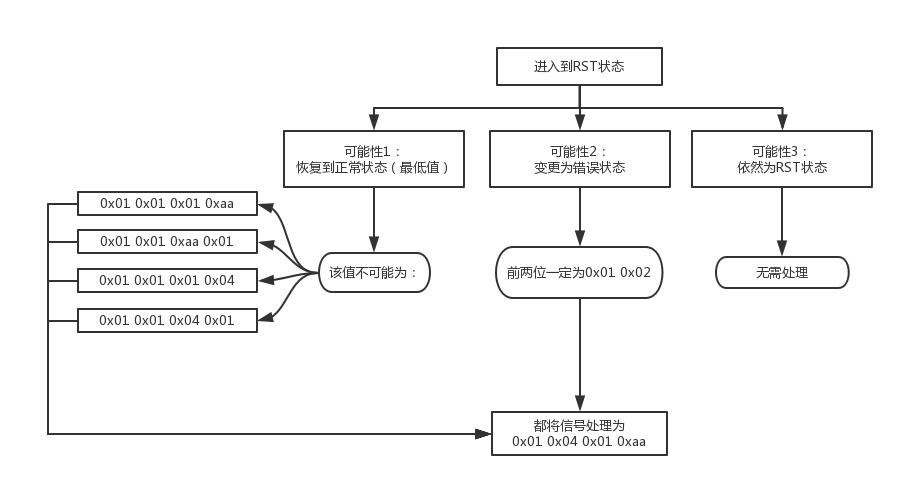 进入到RST状态
可能性1：
恢复到正常状态（最低值）
可能性2：
变更为错误状态
可能性3：
依然为RST状态
0x01 0x01 0x01 0xaa
0x01 0x01 0xaa 0x01
0x01 0x01 0x01 0x04
0x01 0x01 0x04 0x01
该值不可能为：
前两位一定为0x01 0x02
无需处理
都将信号处理为
0x01 0x04 0x01 0xaa